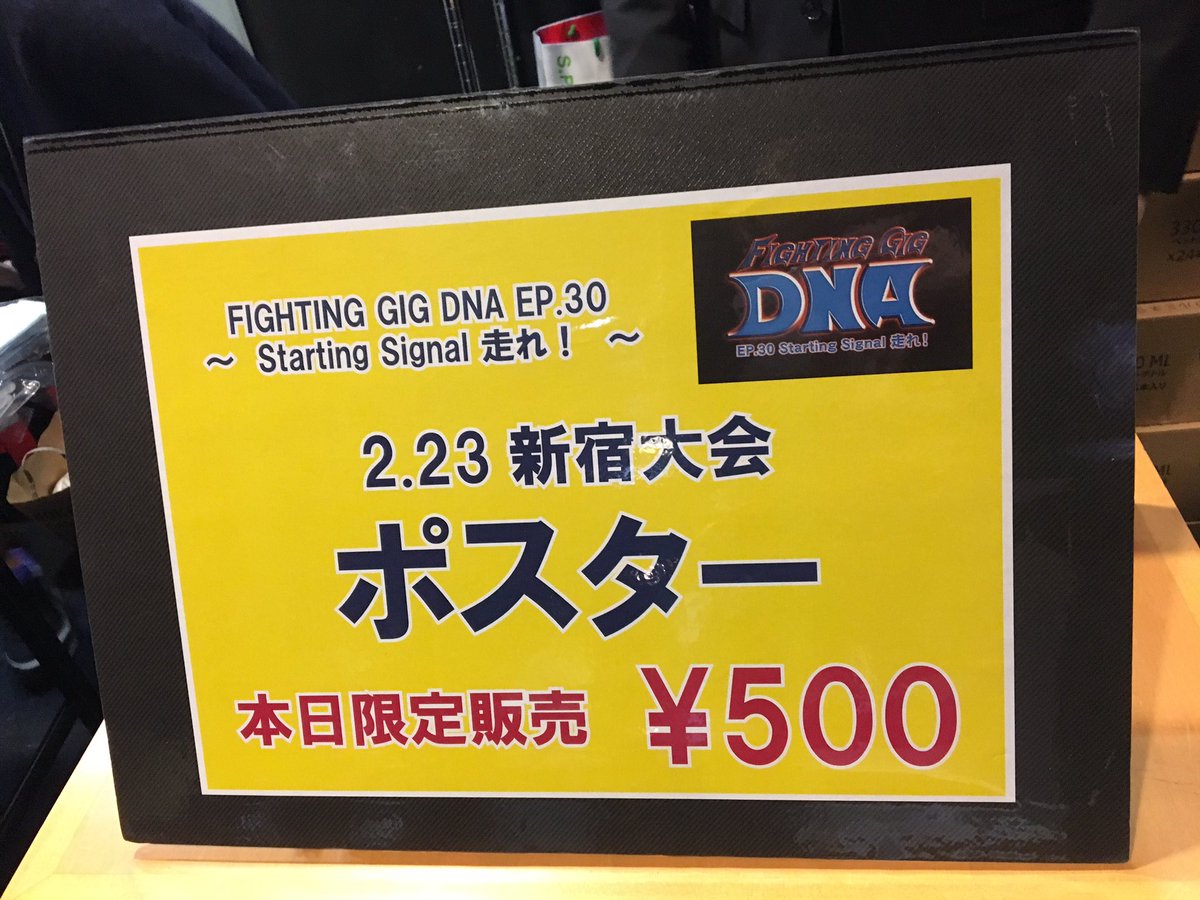 FIGHTING GIG DNA EP.30
～ Starting Signal 走れ！ ～
FIGHTING GIG
DNA
EP.30 Starting Signal 走れ！
2.23 新宿大会
ポスター
本日限定販売 ¥500